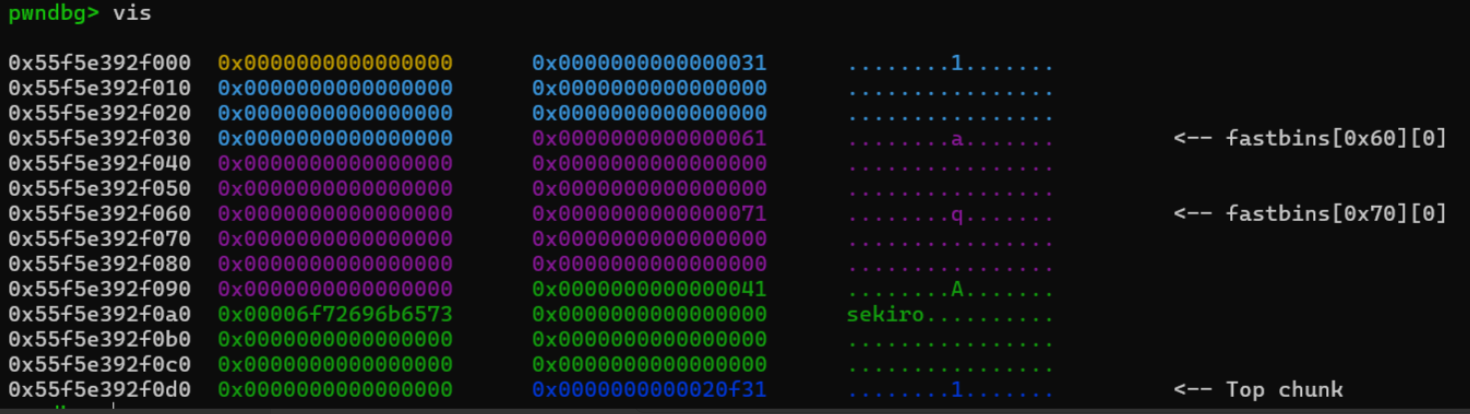 pwndbg> vis
0x55f5e392f000 0x0000000000000000 0x0000000000000031 ........1.......
0x55f5e392f010 0x0000000000000000 0x0000000000000000 ................
0x55f5e392f020 0x0000000000000000 0x0000000000000000 ................
0x55f5e392f030 0x0000000000000000 0x0000000000000061 ........a....... <-- fastbins[0x60][0]
0x55f5e392f040 0x0000000000000000 0x0000000000000000 ................
0x55f5e392f050 0x0000000000000000 0x0000000000000000 ................
0x55f5e392f060 0x0000000000000000 0x0000000000000071 ........q....... <-- fastbins[0x70][0]
0x55f5e392f070 0x0000000000000000 0x0000000000000000 ................
0x55f5e392f080 0x0000000000000000 0x0000000000000000 ................
0x55f5e392f090 0x0000000000000000 0x0000000000000041 ........A.......
0x55f5e392f0a0 0x00006f72696b6573 0x0000000000000000 sekiro..........
0x55f5e392f0b0 0x0000000000000000 0x0000000000000000 ................
0x55f5e392f0c0 0x0000000000000000 0x0000000000000000 ................
0x55f5e392f0d0 0x0000000000000000 0x0000000000020f31 ........1....... <-- Top chunk